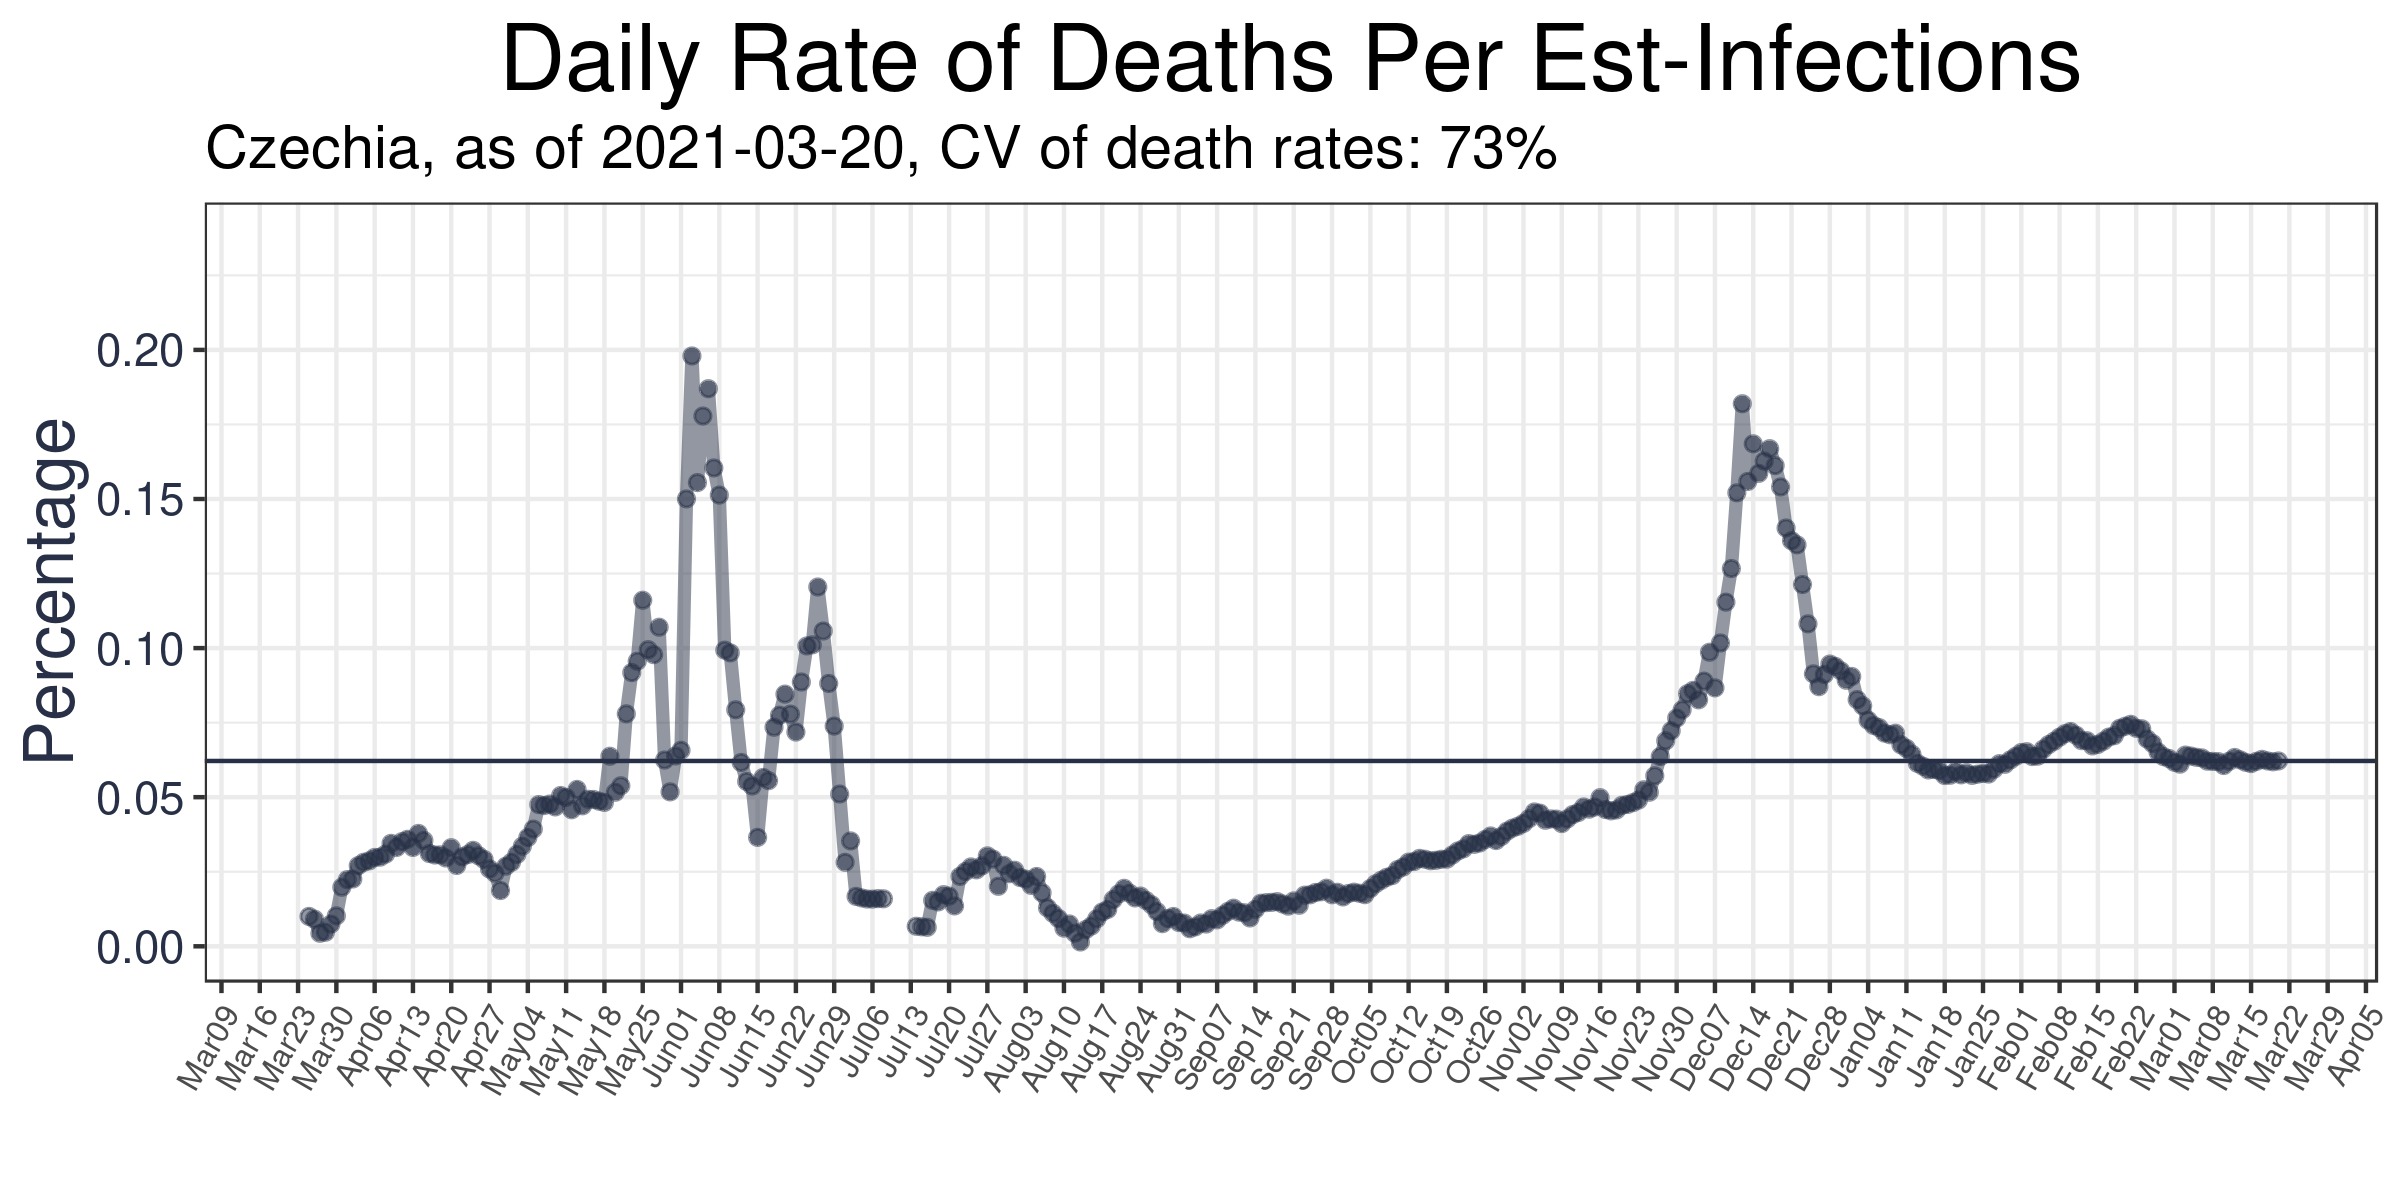 Daily Rate of Deaths Per Est-Infections
Czechia, as of 2021-03-20, CV of death rates: 73%
Percentage
0.20
0.15
0.10
0.05
0.00
Mar09 Mar16 Mar23 Mar30 Apr06 Apr13 Apr20 Apr27 May04 May11 May18 May25 Jun01 Jun08 Jun15 Jun22 Jun29 Jul06 Jul13 Jul20 Jul27 Aug03 Aug10 Aug17 Aug24 Aug31 Sep07 Sep14 Sep21 Sep28 Oct05 Oct12 Oct19 Oct26 Nov02 Nov09 Nov16 Nov23 Nov30 Dec07 Dec14 Dec21 Dec28 Jan04 Jan11 Jan18 Jan25 Feb01 Feb08 Feb15 Feb22 Mar01 Mar08 Mar15 Mar22 Mar29 Apr05